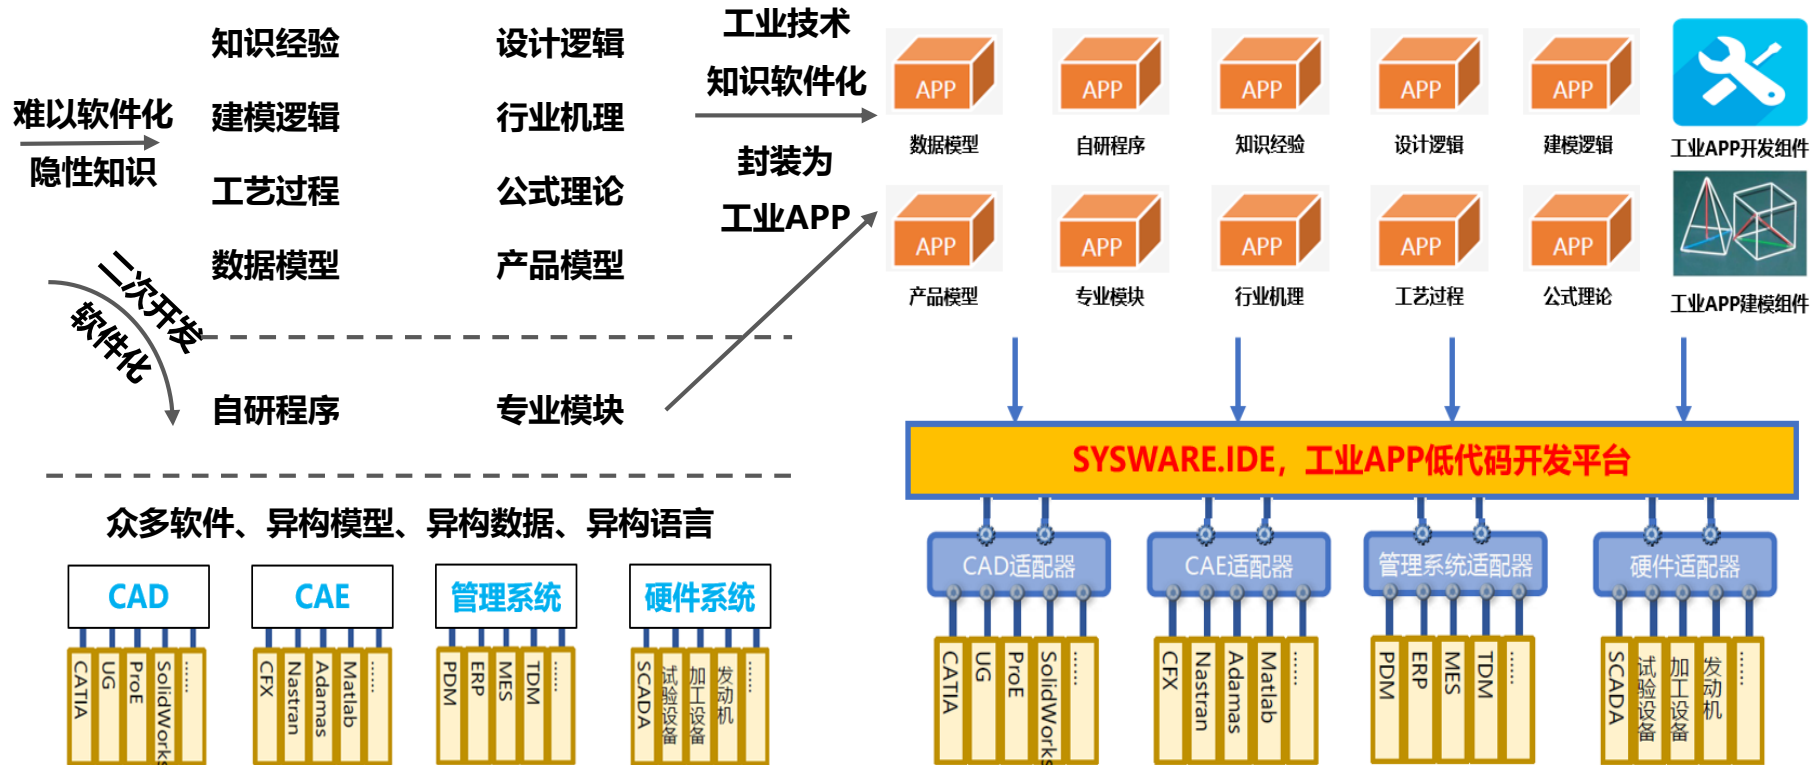 难以软件化
隐性知识
二次开发
软件化
知识经验
设计逻辑
建模逻辑
行业机理
工艺过程
公式理论
数据模型
产品模型
自研程序
专业模块
众多软件、异构模型、异构数据、异构语言
CAD
CAE
管理系统
硬件系统
CATIA
UG
ProE
SolidWorks
......
CFX
Nastran
Adamas
Matlab
......
PDM
ERP
MES
TDM
......
SCADA
试验设备
加工设备
发动机
......
工业技术
知识软件化
封装为
工业APP
APP
APP
APP
APP
APP
数据模型
自研程序
知识经验
设计逻辑
建模逻辑
工业APP开发组件
APP
APP
APP
APP
APP
产品模型
专业模块
行业机理
工艺过程
公式理论
工业APP建模组件
SYSWARE.IDE，工业APP低代码开发平台
CAD适配器
CAE适配器
管理系统适配器
硬件适配器
CATIA
UG
ProE
SolidWorks
......
CFX
Nastran
Adamas
Matlab
......
PDM
ERP
MES
TDM
......
SCADA
试验设备
加工设备
发动机
......